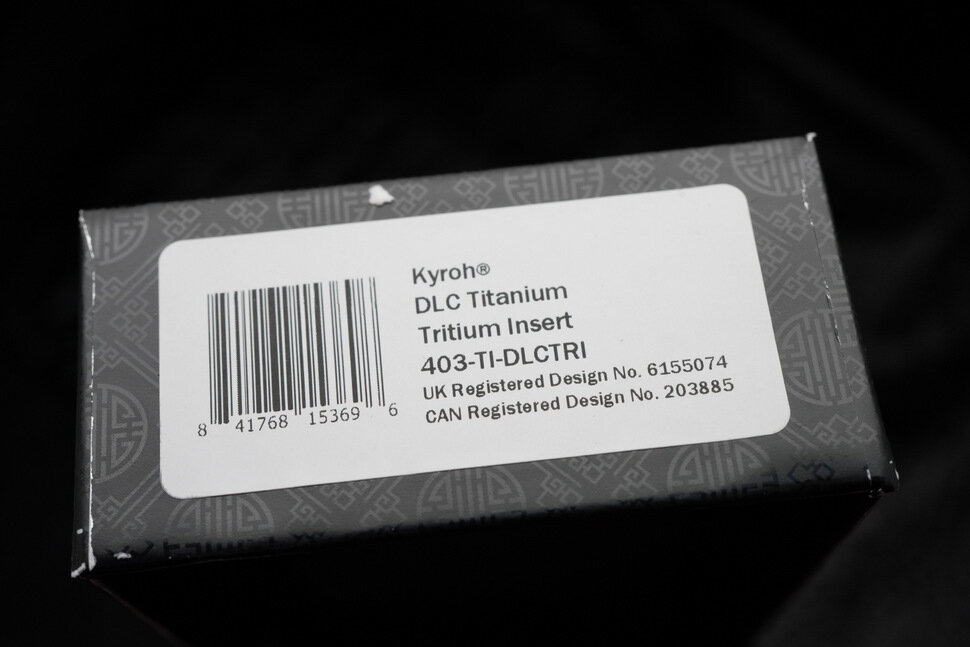 Kyroh®
DLC Titanium
Tritium Insert
403-TI-DLCTRI
UK Registered Design No. 6155074
CAN Registered Design No. 203885
8 41768 15369 6